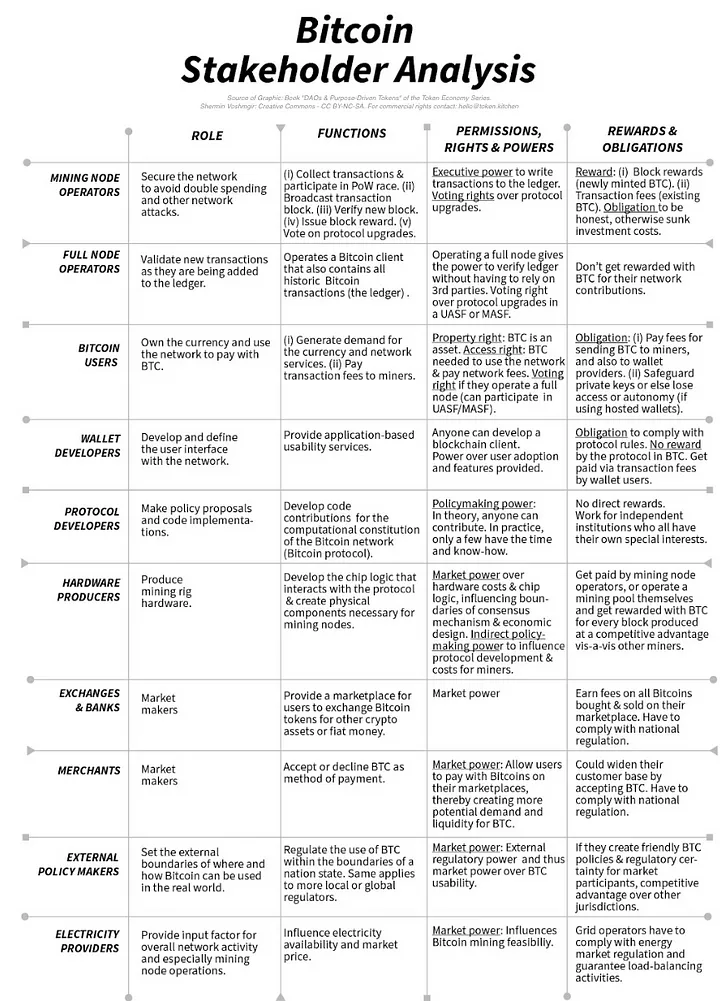 Bitcoin
Stakeholder Analysis
Source of Graphic: Book "DAOs & Purpose-Driven Tokens" of the Token Economy Series.
Shermin Voshmgir: Creative Commons - CC BY-NC-SA. For commercial rights contact: hello@token.kitchen
ROLE
FUNCTIONS
PERMISSIONS,
RIGHTS & POWERS
REWARDS &
OBLIGATIONS
MINING NODE
OPERATORS
Secure the network
to avoid double spending
and other network
attacks.
(i) Collect transactions &
participate in PoW race. (ii)
Broadcast transaction
block. (iii) Verify new block.
(iv) Issue block reward. (v)
Vote on protocol upgrades.
Executive power to write
transactions to the ledger.
Voting rights over protocol
upgrades.
Reward: (i) Block rewards
(newly minted BTC). (ii)
Transaction fees (existing
BTC). Obligation to be
honest, otherwise sunk
investment costs.
FULL NODE
OPERATORS
Validate new transactions
as they are being added
to the ledger.
Operates a Bitcoin client
that also contains all
historic Bitcoin
transactions (the ledger) .
Operating a full node gives
the power to verify ledger
without having to rely on
3rd parties. Voting right
over protocol upgrades in
a UASF or MASF.
Don't get rewarded with
BTC for their network
contributions.
BITCOIN
USERS
Own the currency and use
the network to pay with
BTC.
(i) Generate demand for
the currency and network
services. (ii) Pay
transaction fees to miners.
Property right: BTC is an
asset. Access right: BTC
needed to use the network
& pay network fees. Voting
right if they operate a full
node (can participate in
UASF/MASF).
Obligation: (i) Pay fees for
sending BTC to miners,
and also to wallet
providers. (ii) Safeguard
private keys or else lose
access or autonomy (if
using hosted wallets).
WALLET
DEVELOPERS
Develop and define
the user interface
with the network.
Provide application-based
usability services.
Anyone can develop a
blockchain client.
Power over user adoption
and features provided.
Obligation to comply with
protocol rules. No reward
by the protocol in BTC. Get
paid via transaction fees
by wallet users.
PROTOCOL
DEVELOPERS
Make policy proposals
and code implementa-
tions.
Develop code
contributions for the
computational constitution
of the Bitcoin network
(Bitcoin protocol).
Policymaking power:
In theory, anyone can
contribute. In practice,
only a few have the time
and know-how.
No direct rewards.
Work for independent
institutions who all have
their own special interests.
HARDWARE
PRODUCERS
Produce
mining rig
hardware.
Develop the chip logic that
interacts with the protocol
& create physical
components necessary for
mining nodes.
Market power over
hardware costs & chip
logic, influencing boun-
daries of consensus
mechanism & economic
design. Indirect policy-
making power to influence
protocol development &
costs for miners.
Get paid by mining node
operators, or operate a
mining pool themselves
and get rewarded with BTC
for every block produced
at a competitive advantage
vis-a-vis other miners.
EXCHANGES
& BANKS
Market
makers
Provide a marketplace for
users to exchange Bitcoin
tokens for other crypto
assets or fiat money.
Market power
Earn fees on all Bitcoins
bought & sold on their
marketplace. Have to
comply with national
regulation.
MERCHANTS
Market
makers
Accept or decline BTC as
method of payment.
Market power: Allow users
to pay with Bitcoins on
their marketplaces,
thereby creating more
potential demand and
liquidity for BTC.
Could widen their
customer base by
accepting BTC. Have to
comply with national
regulation.
EXTERNAL
POLICY MAKERS
Set the external
boundaries of where and
how Bitcoin can be used
in the real world.
Regulate the use of BTC
within the boundaries of a
nation state. Same applies
to more local or global
regulators.
Market power: External
regulatory power and thus
market power over BTC
usability.
If they create friendly BTC
policies & regulatory cer-
tainty for market
participants, competitive
advantage over other
jurisdictions.
ELECTRICITY
PROVIDERS
Provide input factor for
overall network activity
and especially mining
node operations.
Influence electricity
availability and market
price.
Market power: Influences
Bitcoin mining feasibiliy.
Grid operators have to
comply with energy
market regulation and
guarantee load-balancing
activities.